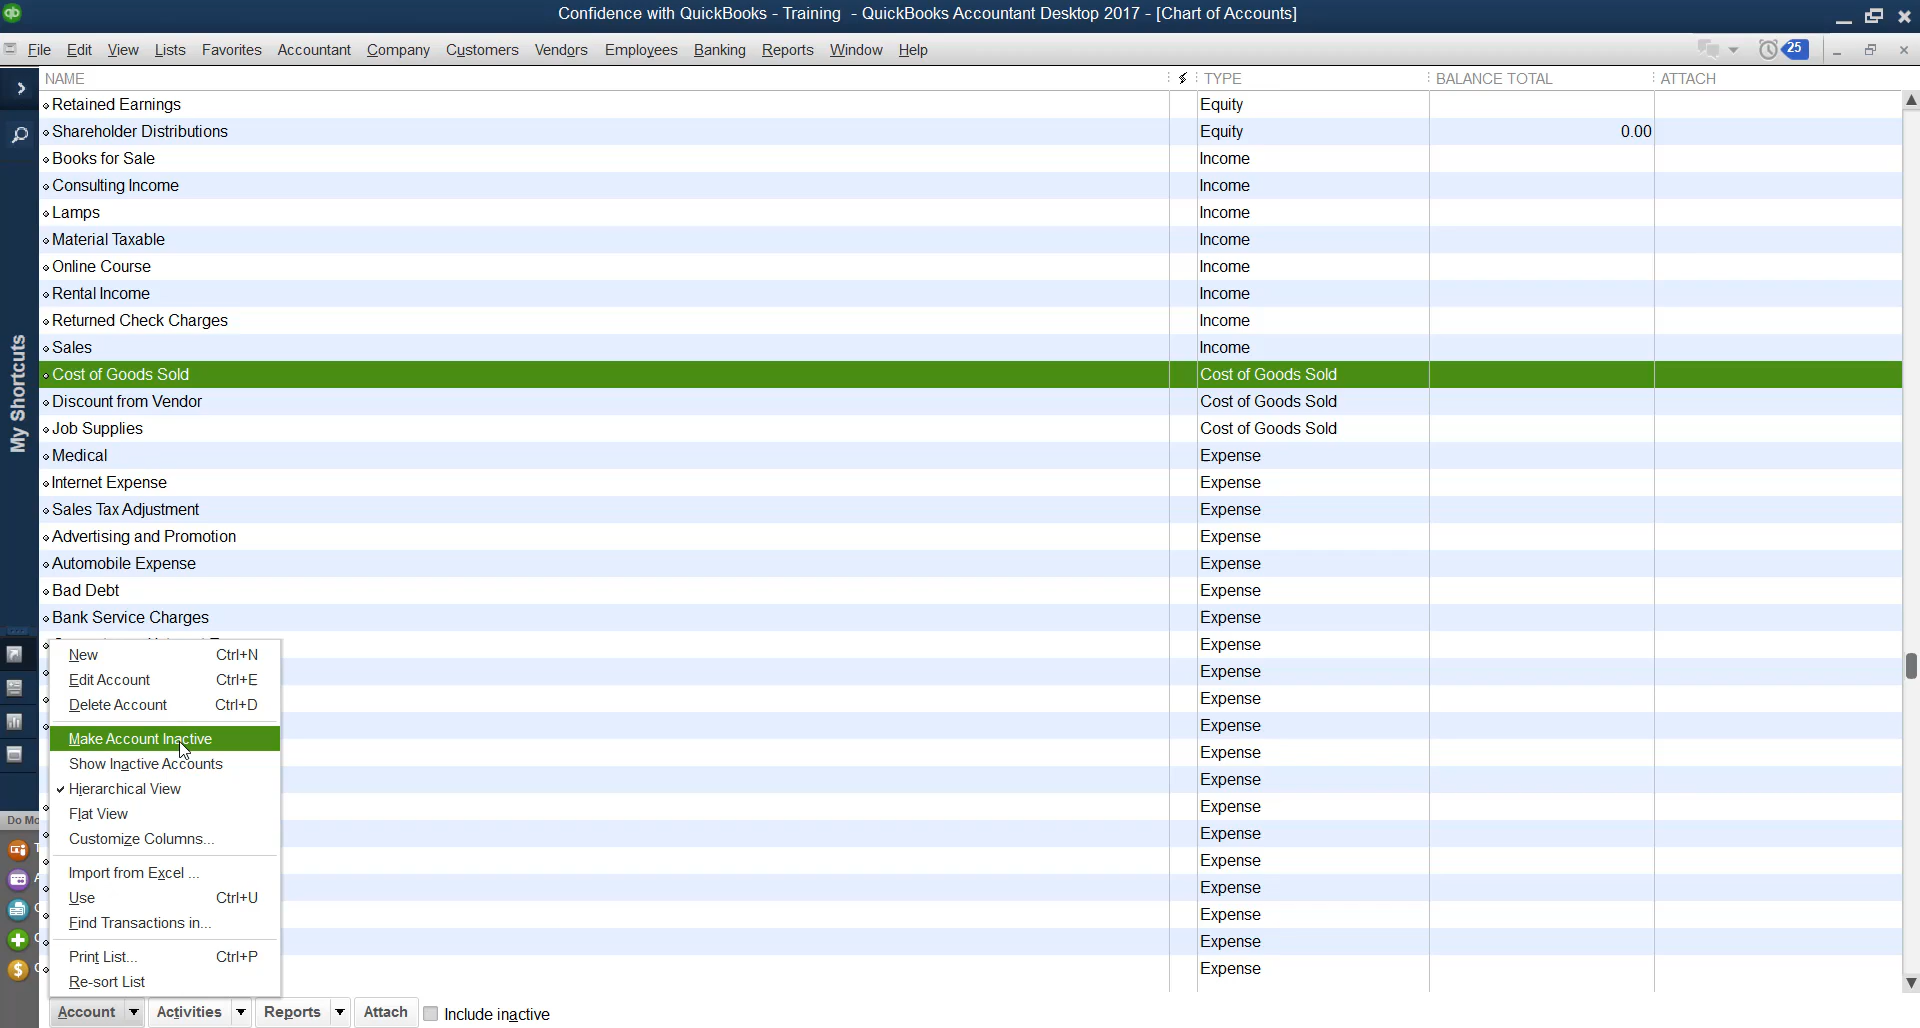 Confidence with QuickBooks - Training - QuickBooks Accountant Desktop 2017 - [Chart of Accounts]
File Edit View Lists Favorites Accountant Company Customers Vendors Employees Banking Reports Window Help 25
NAME TYPE BALANCE TOTAL ATTACH
Retained Earnings Equity
Shareholder Distributions Equity 0.00
Books for Sale Income
Consulting Income Income
Lamps Income
Material Taxable Income
Online Course Income
Rental Income Income
Returned Check Charges Income
Sales Income
Cost of Goods Sold Cost of Goods Sold
Discount from Vendor Cost of Goods Sold
Job Supplies Cost of Goods Sold
Medical Expense
Internet Expense Expense
Sales Tax Adjustment Expense
Advertising and Promotion Expense
Automobile Expense Expense
Bad Debt Expense
Bank Service Charges Expense
Expense
Expense
Expense
Expense
Expense
Expense
Expense
Expense
Expense
Expense
Expense
Expense
Expense
My Shortcuts
Do Mo
New Ctrl+N
Edit Account Ctrl+E
Delete Account Ctrl+D
Make Account Inactive
Show Inactive Accounts
Hierarchical View
Flat View
Customize Columns...
Import from Excel ...
Use Ctrl+U
Find Transactions in...
Print List... Ctrl+P
Re-sort List
Account Activities Reports Attach Include inactive